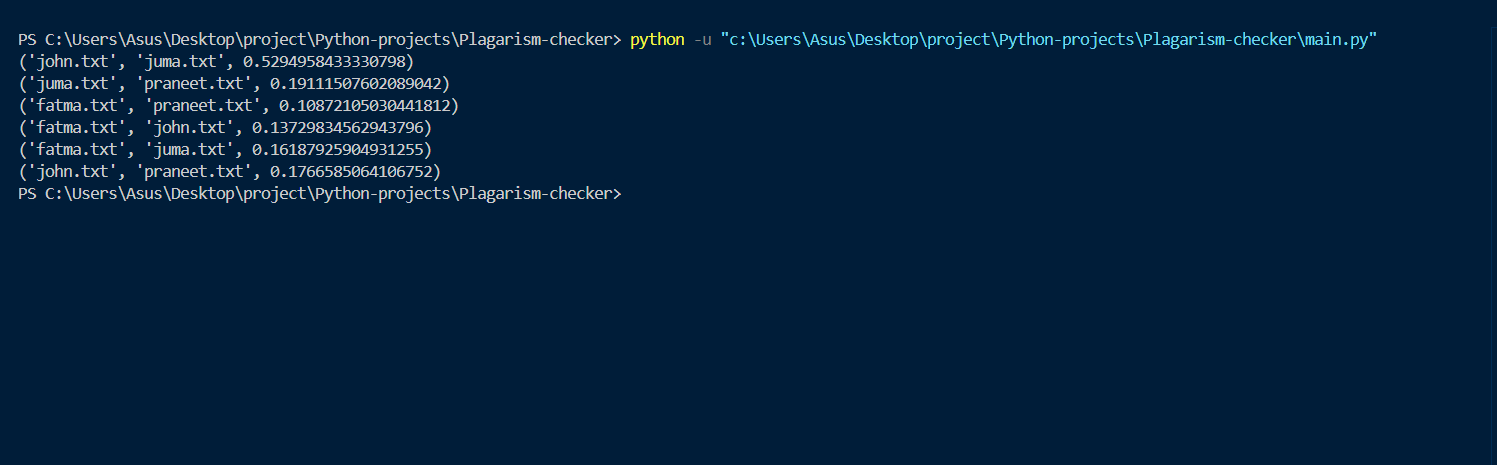 PS C:\Users\Asus\Desktop\project\Python-projects\Plagarism-checker> python -u "c:\Users\Asus\Desktop\project\Python-projects\Plagarism-checker\main.py"
('john.txt', 'juma.txt', 0.5294958433330798)
('juma.txt', 'praneet.txt', 0.19111507602089042)
('fatma.txt', 'praneet.txt', 0.10872105030441812)
('fatma.txt', 'john.txt', 0.13729834562943796)
('fatma.txt', 'juma.txt', 0.16187925904931255)
('john.txt', 'praneet.txt', 0.1766585064106752)
PS C:\Users\Asus\Desktop\project\Python-projects\Plagarism-checker>